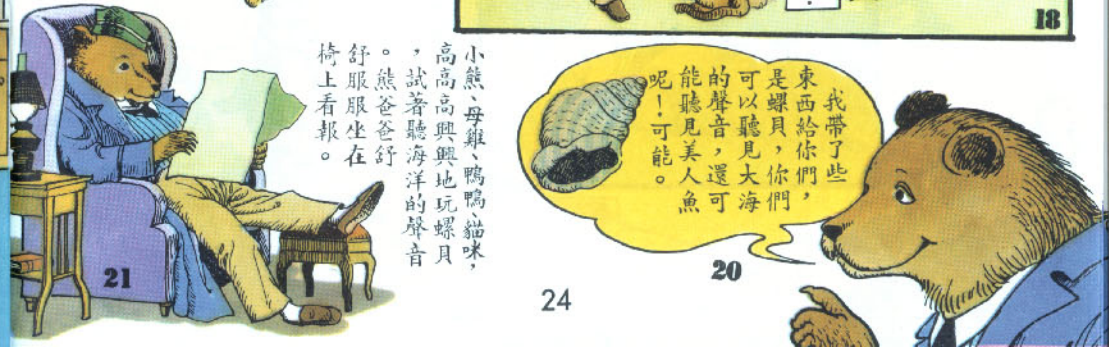 18
我帶了些
東西給你們，
是螺貝，你們
可以聽見大海
的聲音，還可
能聽見美人魚
呢！可能。
20
小熊、母雞、鴨鴨、貓咪，
高高高興興地玩螺貝
，試著聽海洋的聲音
。熊爸爸舒
舒服服坐在
椅上看報。
21
24